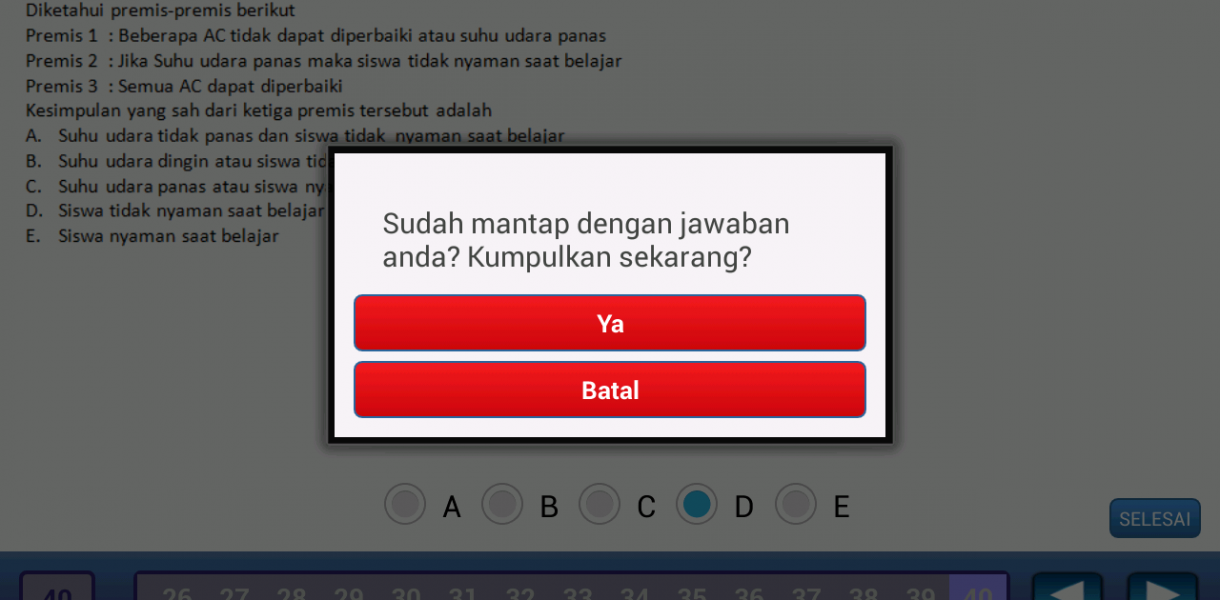 Diketahui premis-premis berikut
Premis 1 : Beberapa AC tidak dapat diperbaiki atau suhu udara panas
Premis 2 : Jika Suhu udara panas maka siswa tidak nyaman saat belajar
Premis 3 : Semua AC dapat diperbaiki
Kesimpulan yang sah dari ketiga premis tersebut adalah
A. Suhu udara tidak panas dan siswa tidak nyaman saat belajar
B. Suhu udara dingin atau siswa
C. Suhu udara panas atau siswa
D. Siswa tidak nyaman saat belajar
E. Siswa nyaman saat belajar
Sudah mantap dengan jawaban
anda? Kumpulkan sekarang?
Ya
Batal
A B C D E
SELESAI
40 26 27 28 29 30 31 32 33 34 35 36 37 38 39 40